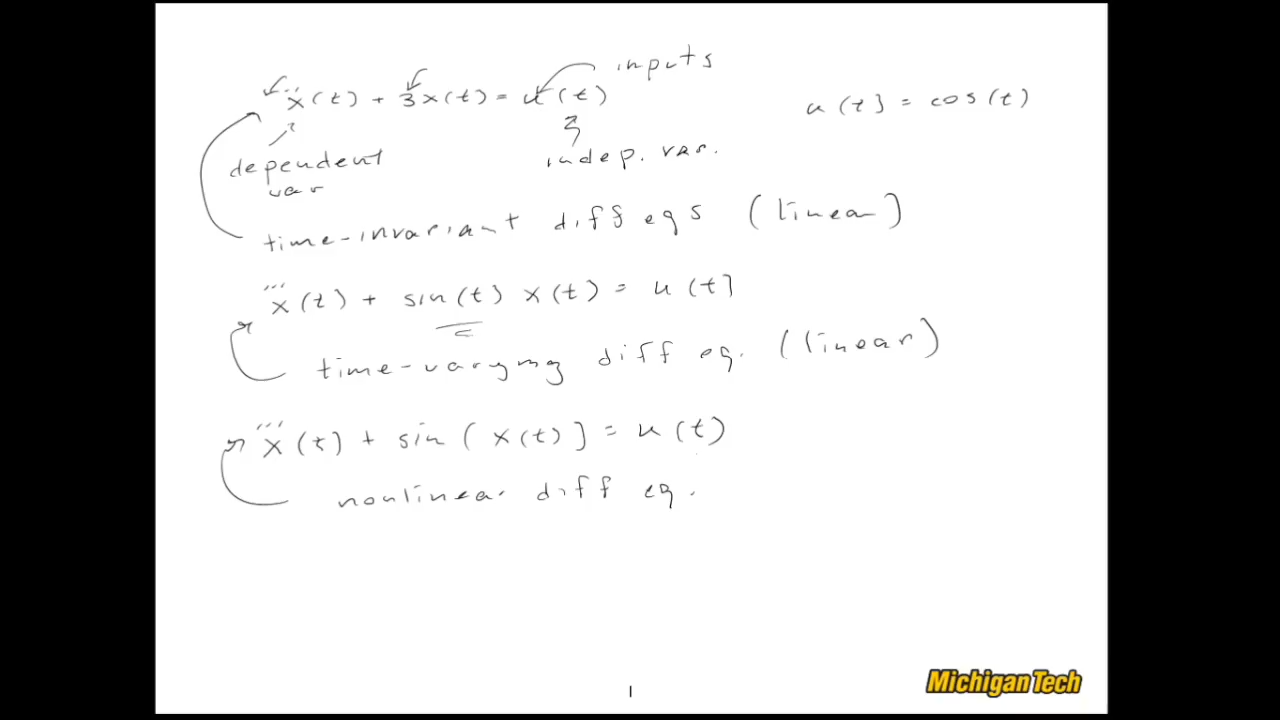 inputs
ẍ(t) + 3x(t) = u(t)
u(t) = cos(t)
dependent
var
indep. var.
time-invariant diff eqs (linear)
x⃛(t) + sin(t) x(t) = u(t)
time-varying diff eq. (linear)
x⃛(t) + sin(x(t)) = u(t)
nonlinear diff eq.
1
Michigan Tech